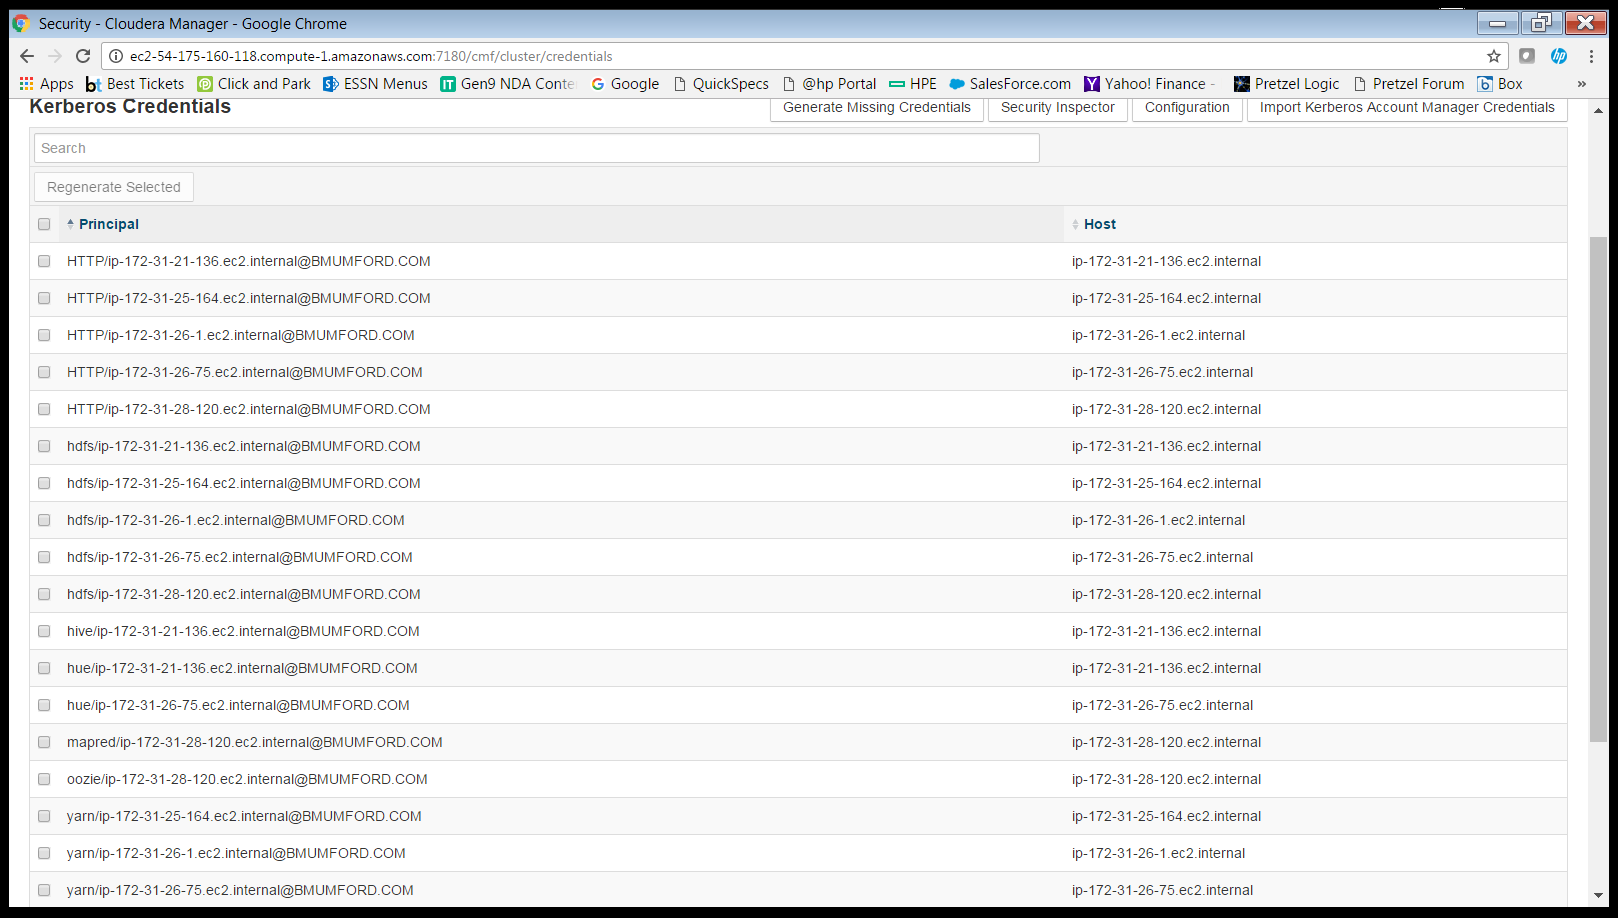 Security - Cloudera Manager - Google Chrome
ec2-54-175-160-118.compute-1.amazonaws.com:7180/cmf/cluster/credentials
Apps bt Best Tickets Click and Park ESSN Menus IT Gen9 NDA Conte Google QuickSpecs @hp Portal HPE SalesForce.com Yahoo! Finance - Pretzel Logic Pretzel Forum Box »
Kerberos Credentials Generate Missing Credentials Security Inspector Configuration Import Kerberos Account Manager Credentials
Search
Regenerate Selected
Principal Host
HTTP/ip-172-31-21-136.ec2.internal@BMUMFORD.COM ip-172-31-21-136.ec2.internal
HTTP/ip-172-31-25-164.ec2.internal@BMUMFORD.COM ip-172-31-25-164.ec2.internal
HTTP/ip-172-31-26-1.ec2.internal@BMUMFORD.COM ip-172-31-26-1.ec2.internal
HTTP/ip-172-31-26-75.ec2.internal@BMUMFORD.COM ip-172-31-26-75.ec2.internal
HTTP/ip-172-31-28-120.ec2.internal@BMUMFORD.COM ip-172-31-28-120.ec2.internal
hdfs/ip-172-31-21-136.ec2.internal@BMUMFORD.COM ip-172-31-21-136.ec2.internal
hdfs/ip-172-31-25-164.ec2.internal@BMUMFORD.COM ip-172-31-25-164.ec2.internal
hdfs/ip-172-31-26-1.ec2.internal@BMUMFORD.COM ip-172-31-26-1.ec2.internal
hdfs/ip-172-31-26-75.ec2.internal@BMUMFORD.COM ip-172-31-26-75.ec2.internal
hdfs/ip-172-31-28-120.ec2.internal@BMUMFORD.COM ip-172-31-28-120.ec2.internal
hive/ip-172-31-21-136.ec2.internal@BMUMFORD.COM ip-172-31-21-136.ec2.internal
hue/ip-172-31-21-136.ec2.internal@BMUMFORD.COM ip-172-31-21-136.ec2.internal
hue/ip-172-31-26-75.ec2.internal@BMUMFORD.COM ip-172-31-26-75.ec2.internal
mapred/ip-172-31-28-120.ec2.internal@BMUMFORD.COM ip-172-31-28-120.ec2.internal
oozie/ip-172-31-28-120.ec2.internal@BMUMFORD.COM ip-172-31-28-120.ec2.internal
yarn/ip-172-31-25-164.ec2.internal@BMUMFORD.COM ip-172-31-25-164.ec2.internal
yarn/ip-172-31-26-1.ec2.internal@BMUMFORD.COM ip-172-31-26-1.ec2.internal
yarn/ip-172-31-26-75.ec2.internal@BMUMFORD.COM ip-172-31-26-75.ec2.internal